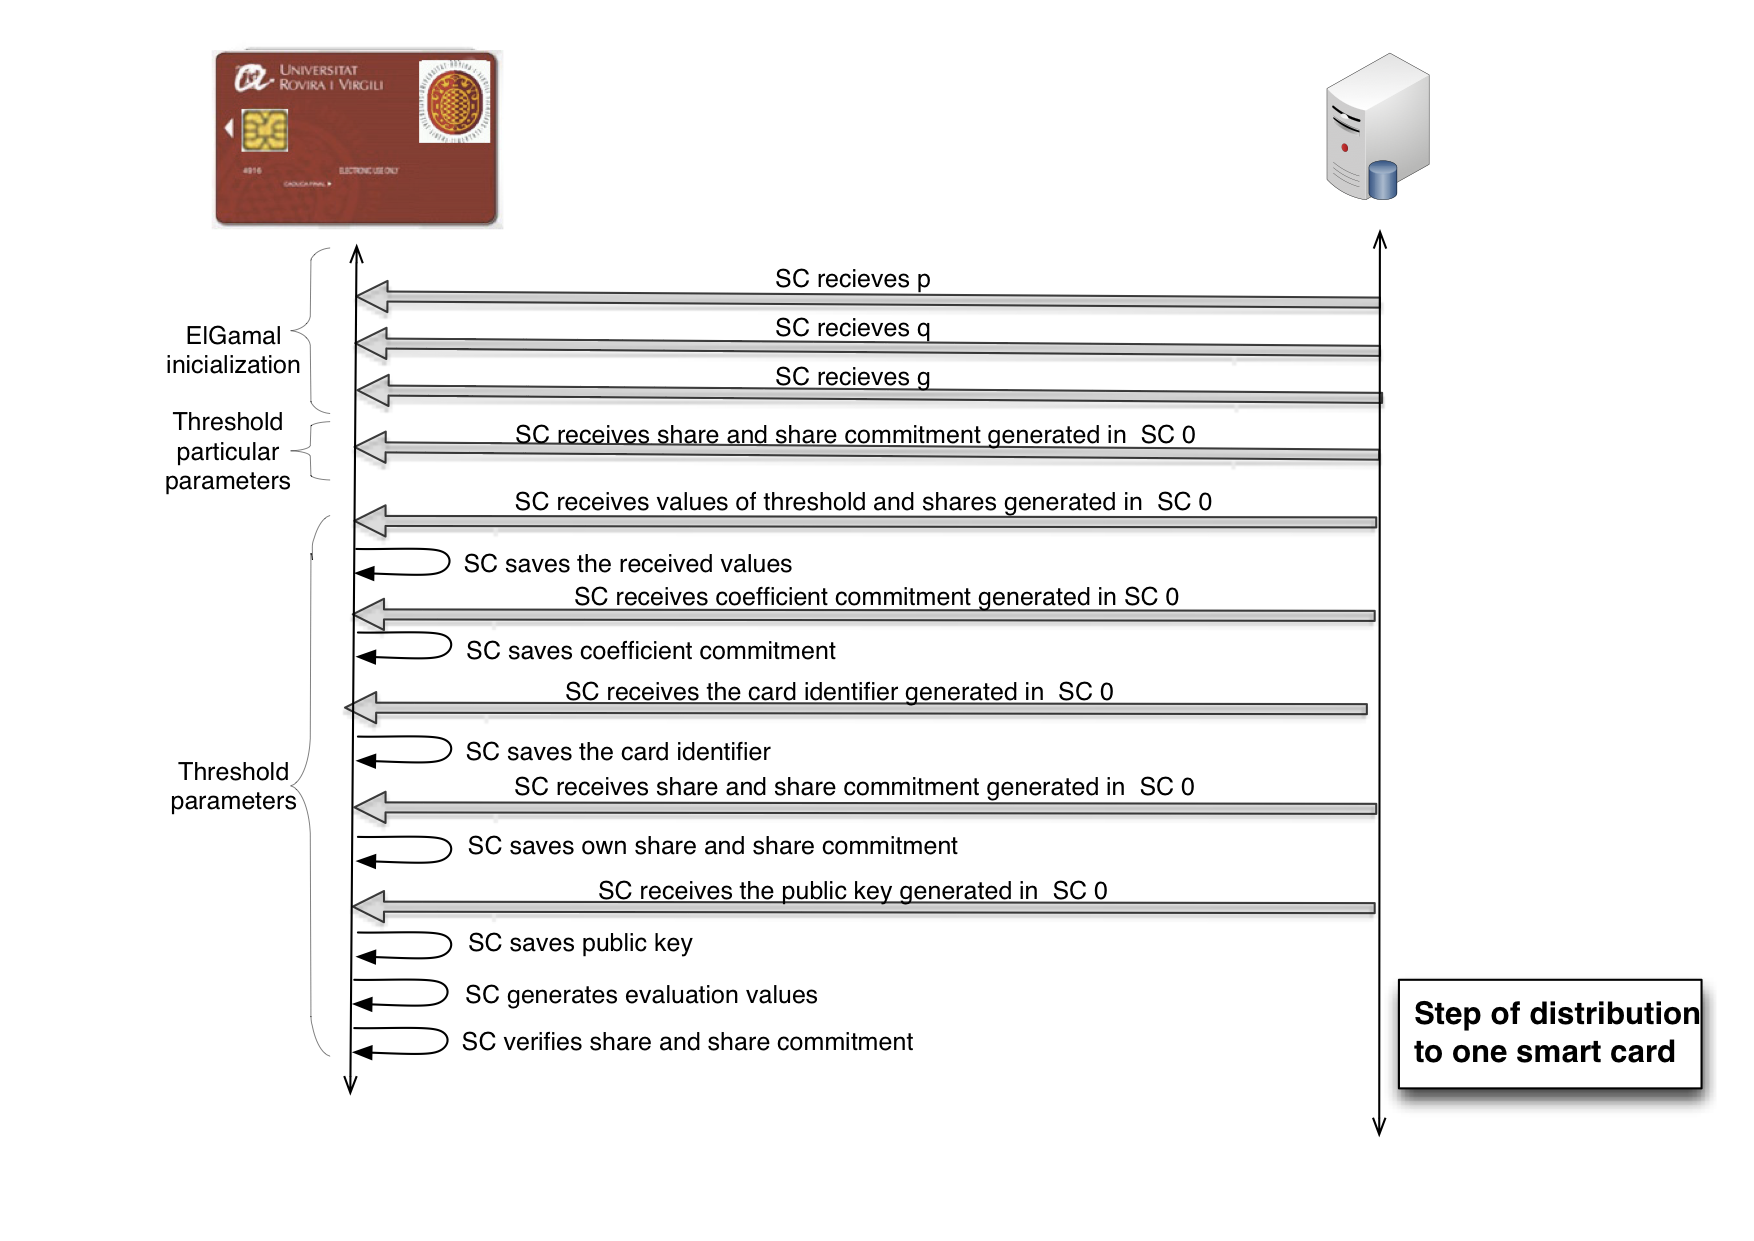 UNIVERSITAT
ROVIRA I VIRGILI
4916
ELECTRONIC USE ONLY
CADUCA FINAL
SC recieves p
SC recieves q
ElGamal
inicialization
SC recieves g
Threshold
particular
parameters
SC receives share and share commitment generated in SC 0
SC receives values of threshold and shares generated in SC 0
SC saves the received values
SC receives coefficient commitment generated in SC 0
SC saves coefficient commitment
SC receives the card identifier generated in SC 0
SC saves the card identifier
Threshold
parameters
SC receives share and share commitment generated in SC 0
SC saves own share and share commitment
SC receives the public key generated in SC 0
SC saves public key
SC generates evaluation values
SC verifies share and share commitment
Step of distribution
to one smart card